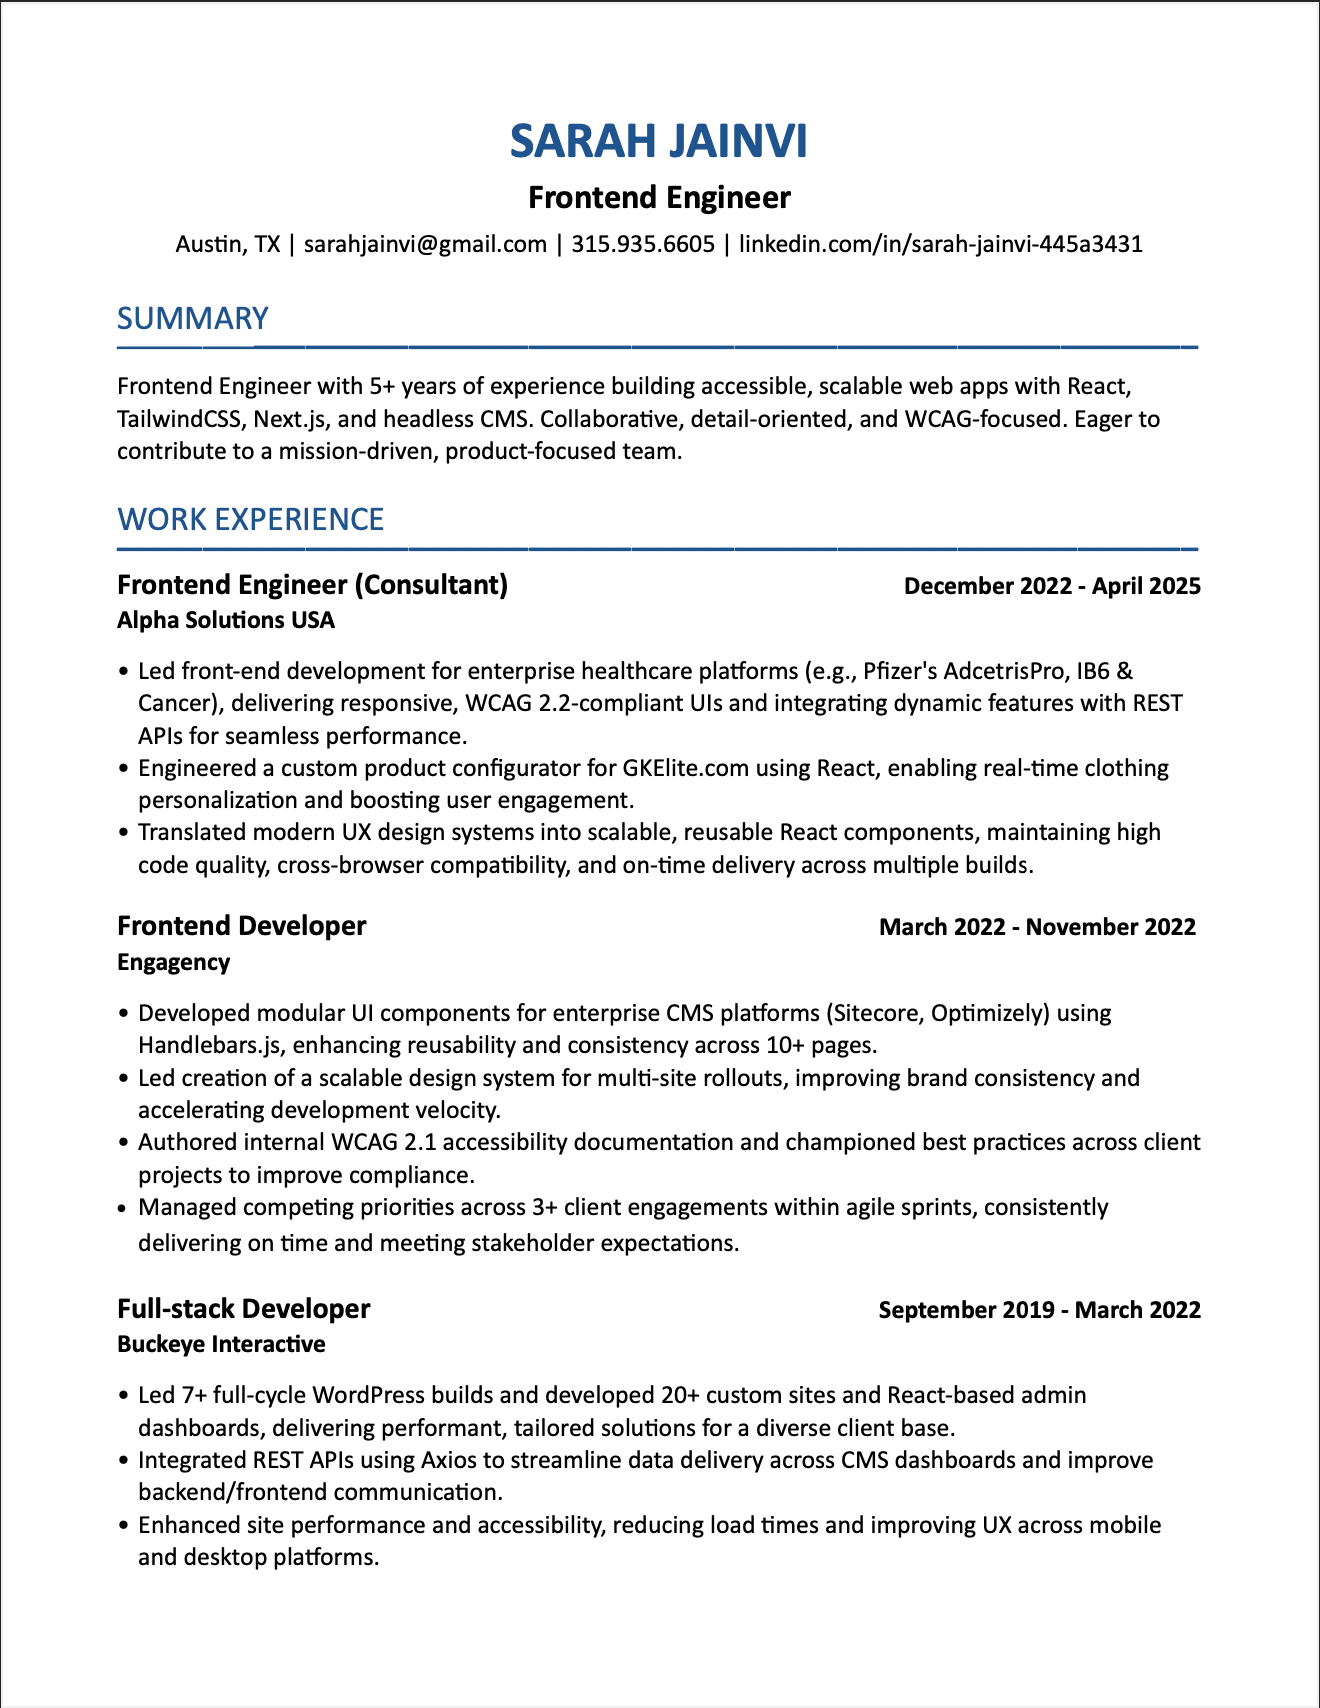 SARAH JAINVI
Frontend Engineer
Austin, TX | sarahjainvi@gmail.com | 315.935.6605 | linkedin.com/in/sarah-jainvi-445a3431
SUMMARY
Frontend Engineer with 5+ years of experience building accessible, scalable web apps with React,
TailwindCSS, Next.js, and headless CMS. Collaborative, detail-oriented, and WCAG-focused. Eager to
contribute to a mission-driven, product-focused team.
WORK EXPERIENCE
Frontend Engineer (Consultant) December 2022 - April 2025
Alpha Solutions USA
• Led front-end development for enterprise healthcare platforms (e.g., Pfizer's AdcetrisPro, IB6 &
Cancer), delivering responsive, WCAG 2.2-compliant UIs and integrating dynamic features with REST
APIs for seamless performance.
• Engineered a custom product configurator for GKElite.com using React, enabling real-time clothing
personalization and boosting user engagement.
• Translated modern UX design systems into scalable, reusable React components, maintaining high
code quality, cross-browser compatibility, and on-time delivery across multiple builds.
Frontend Developer March 2022 - November 2022
Engagency
• Developed modular UI components for enterprise CMS platforms (Sitecore, Optimizely) using
Handlebars.js, enhancing reusability and consistency across 10+ pages.
• Led creation of a scalable design system for multi-site rollouts, improving brand consistency and
accelerating development velocity.
• Authored internal WCAG 2.1 accessibility documentation and championed best practices across client
projects to improve compliance.
• Managed competing priorities across 3+ client engagements within agile sprints, consistently
delivering on time and meeting stakeholder expectations.
Full-stack Developer September 2019 - March 2022
Buckeye Interactive
• Led 7+ full-cycle WordPress builds and developed 20+ custom sites and React-based admin
dashboards, delivering performant, tailored solutions for a diverse client base.
• Integrated REST APIs using Axios to streamline data delivery across CMS dashboards and improve
backend/frontend communication.
• Enhanced site performance and accessibility, reducing load times and improving UX across mobile
and desktop platforms.